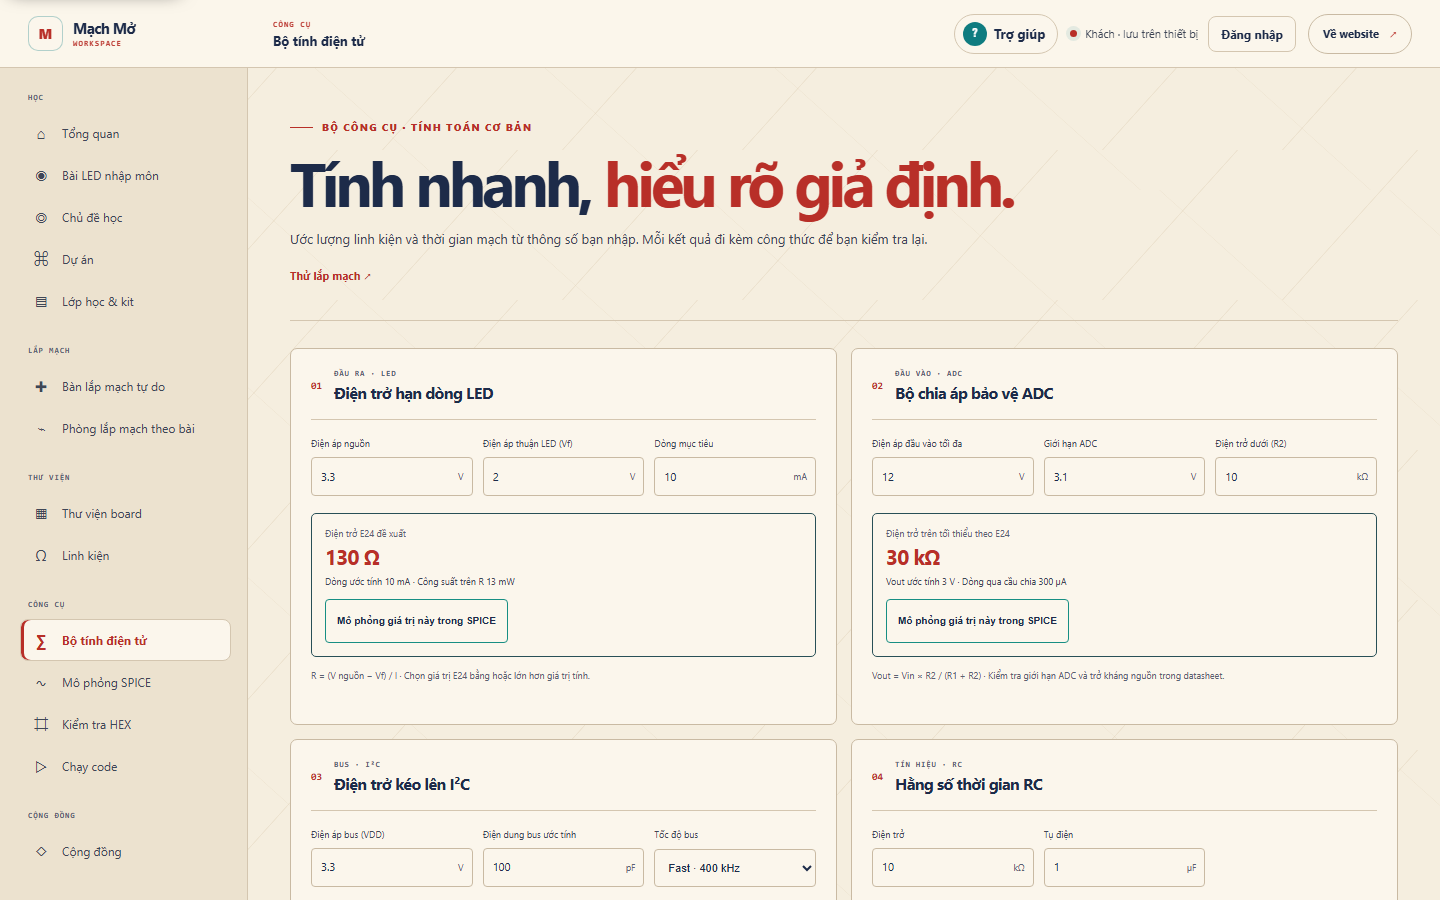 M
Mạch Mở
WORKSPACE
CÔNG CỤ
Bộ tính điện tử
?
Trợ giúp
Khách · lưu trên thiết bị
Đăng nhập
Về website ↗
HỌC
Tổng quan
Bài LED nhập môn
Chủ đề học
Dự án
Lớp học & kit
LẮP MẠCH
Bàn lắp mạch tự do
Phòng lắp mạch theo bài
THƯ VIỆN
Thư viện board
Linh kiện
CÔNG CỤ
Bộ tính điện tử
Mô phỏng SPICE
Kiểm tra HEX
Chạy code
CỘNG ĐỒNG
Cộng đồng
BỘ CÔNG CỤ · TÍNH TOÁN CƠ BẢN
Tính nhanh, hiểu rõ giả định.
Ước lượng linh kiện và thời gian mạch từ thông số bạn nhập. Mỗi kết quả đi kèm công thức để bạn kiểm tra lại.
Thử lắp mạch ↗
01
ĐẦU RA · LED
Điện trở hạn dòng LED
Điện áp nguồn
Điện áp thuận LED (Vf)
Dòng mục tiêu
3.3 V
2 V
10 mA
Điện trở E24 đề xuất
130 Ω
Dòng ước tính 10 mA · Công suất trên R 13 mW
Mô phỏng giá trị này trong SPICE
R = (V nguồn − Vf) / I · Chọn giá trị E24 bằng hoặc lớn hơn giá trị tính.
02
ĐẦU VÀO · ADC
Bộ chia áp bảo vệ ADC
Điện áp đầu vào tối đa
Giới hạn ADC
Điện trở dưới (R2)
12 V
3.1 V
10 kΩ
Điện trở trên tối thiểu theo E24
30 kΩ
Vout ước tính 3 V · Dòng qua cầu chia 300 µA
Mô phỏng giá trị này trong SPICE
Vout = Vin × R2 / (R1 + R2) · Kiểm tra giới hạn ADC và trở kháng nguồn trong datasheet.
03
BUS · I²C
Điện trở kéo lên I²C
Điện áp bus (VDD)
Điện dung bus ước tính
Tốc độ bus
3.3 V
100 pF
Fast · 400 kHz
04
TÍN HIỆU · RC
Hằng số thời gian RC
Điện trở
Tụ điện
10 kΩ
1 µF